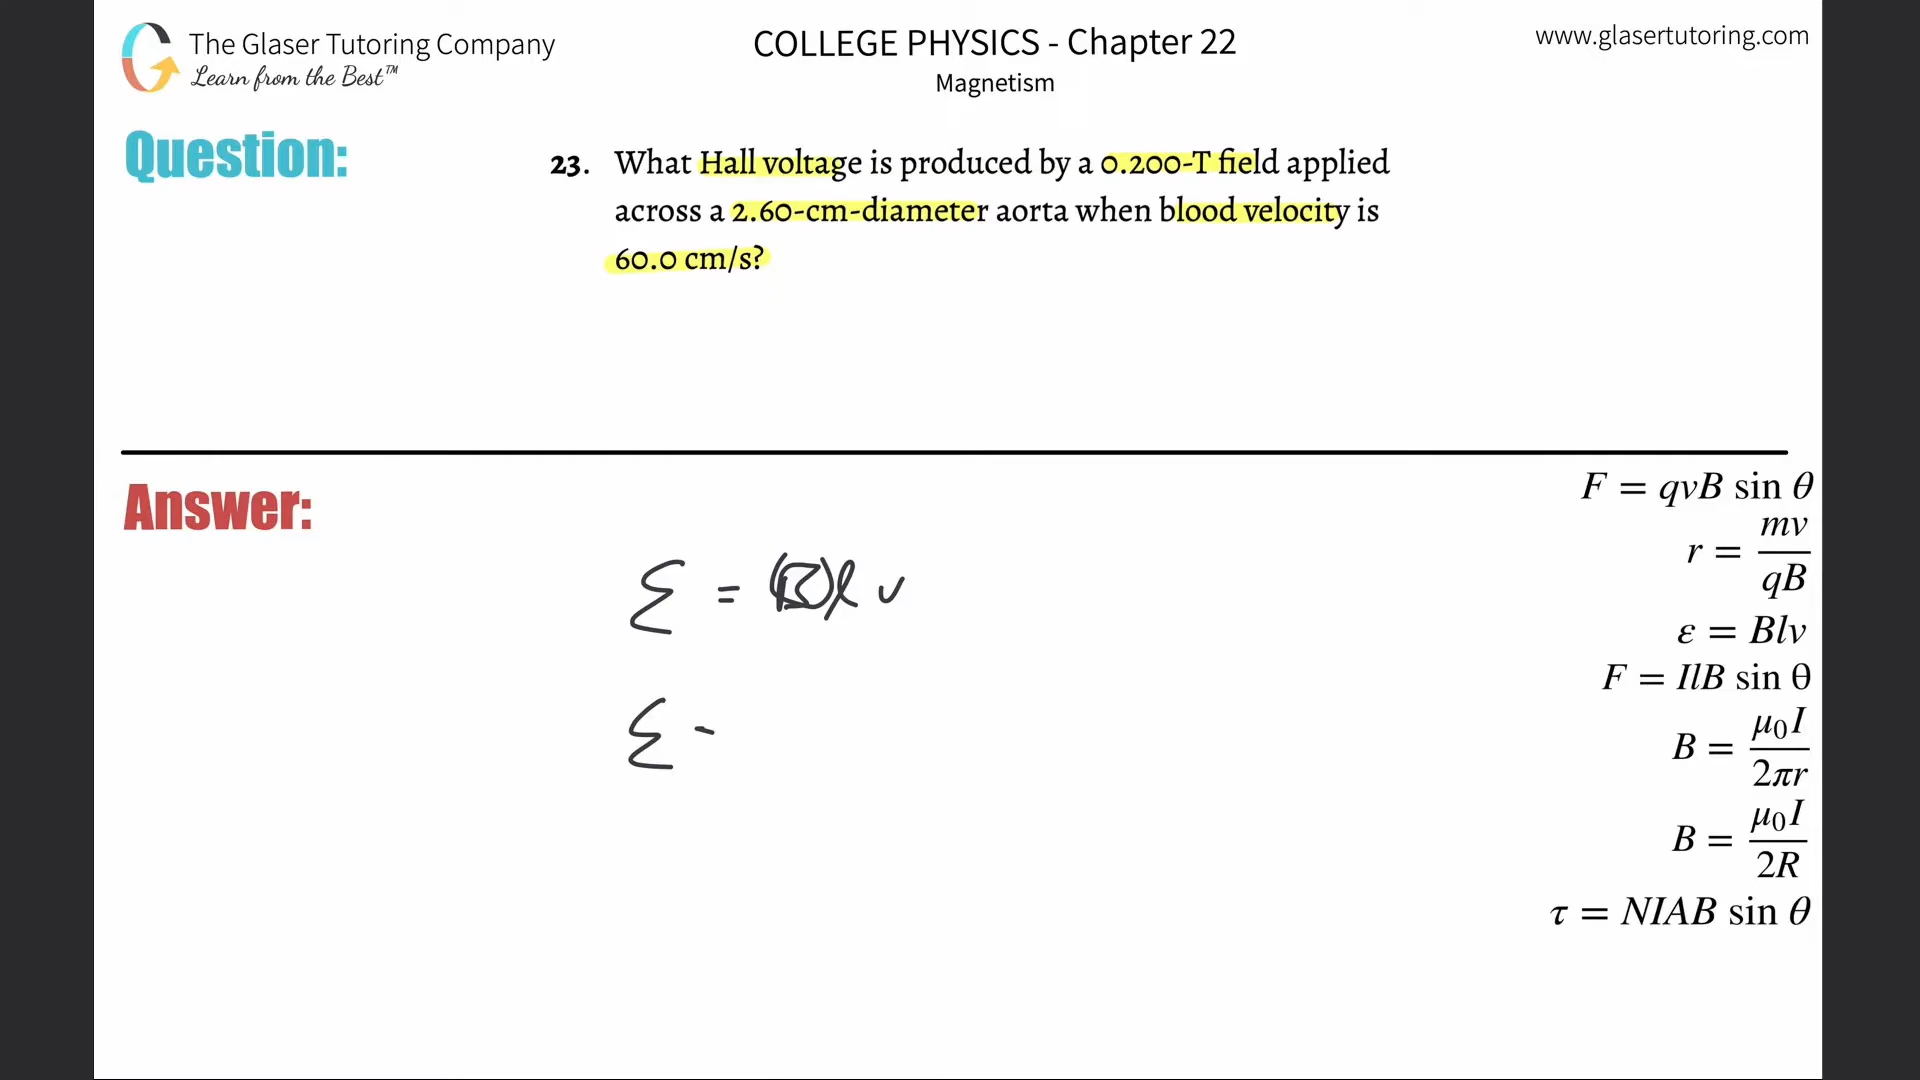 The Glaser Tutoring Company
Learn from the Best™
COLLEGE PHYSICS - Chapter 22
Magnetism
www.glasertutoring.com
Question:
23. What Hall voltage is produced by a 0.200-T field applied
across a 2.60-cm-diameter aorta when blood velocity is
60.0 cm/s?
Answer:
Ɛ = (B)l v
Ɛ -
F = qvB sin θ
r = mv/qB
ε = Blv
F = IlB sin θ
B = μ₀I/2πr
B = μ₀I/2R
τ = NIAB sin θ